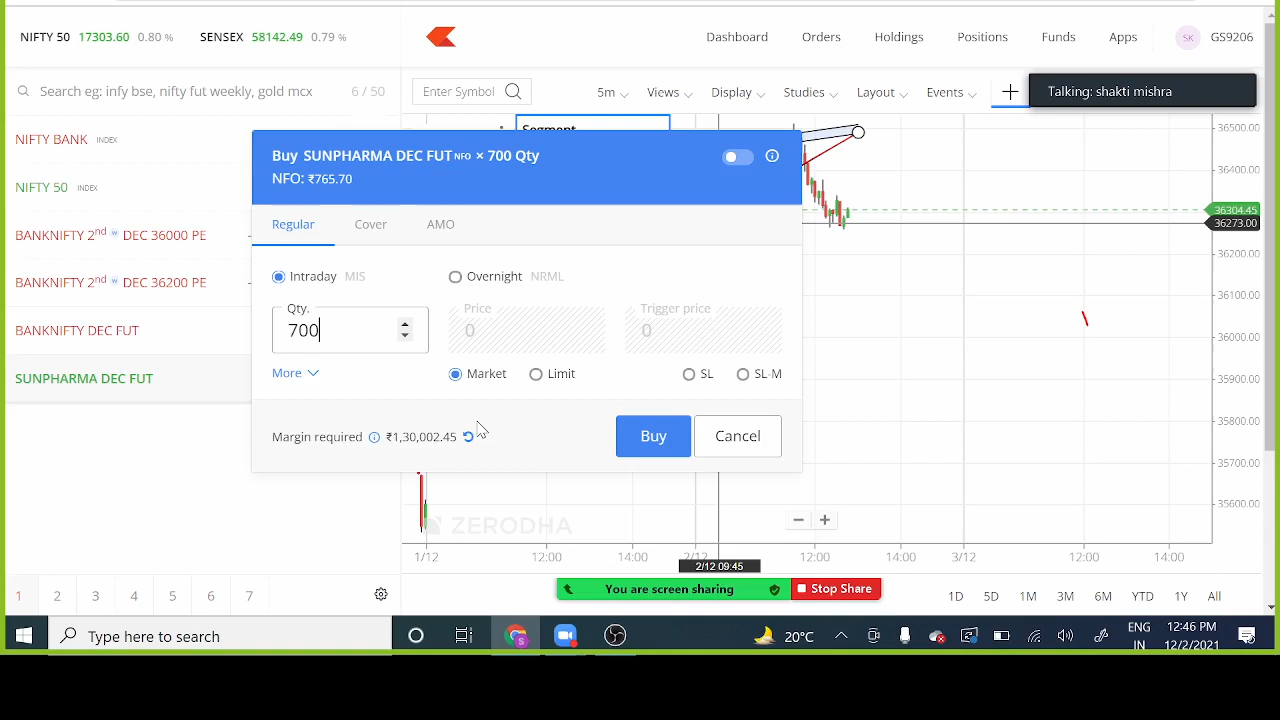 NIFTY 50 17303.60 0.80 % SENSEX 58142.49 0.79 %
Dashboard Orders Holdings Positions Funds Apps SK GS9206
Search eg: infy bse, nifty fut weekly, gold mcx 6 / 50
Enter Symbol 5m Views Display Studies Layout Events
Talking: shakti mishra
NIFTY BANK INDEX
NIFTY 50 INDEX
BANKNIFTY 2nd w DEC 36000 PE
BANKNIFTY 2nd w DEC 36200 PE
BANKNIFTY DEC FUT
SUNPHARMA DEC FUT
Segment
Buy SUNPHARMA DEC FUT NFO × 700 Qty
NFO: ₹765.70
Regular Cover AMO
Intraday MIS Overnight NRML
Qty. Price Trigger price
700 0 0
More Market Limit SL SL-M
Margin required ₹1,30,002.45
Buy Cancel
36500.00
36400.00
36304.45
36273.00
36200.00
36100.00
36000.00
35900.00
35800.00
35700.00
35600.00
ZERODHA
1/12 12:00 14:00 2/12 12:00 14:00 3/12 12:00 14:00
2/12 09:45
You are screen sharing Stop Share
1 2 3 4 5 6 7
1D 5D 1M 3M 6M YTD 1Y All
Type here to search
20°C
ENG
IN
12:46 PM
12/2/2021